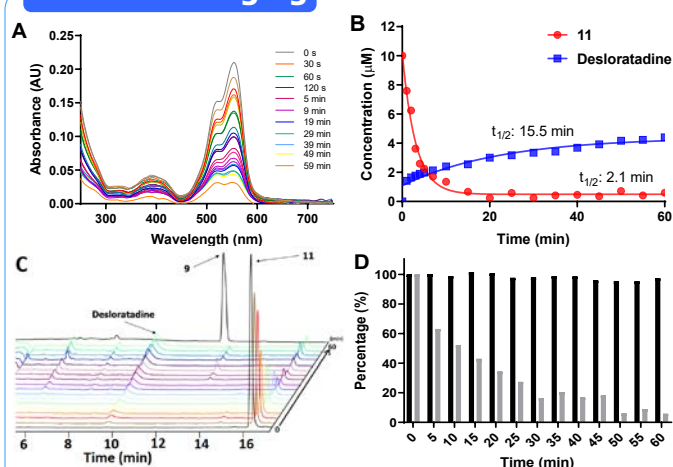 A
0.25
0.20
0.15
0.10
0.05
0.00
Absorbance (AU)
300
400
500
600
700
Wavelength (nm)
0 s
30 s
60 s
120 s
5 min
9 min
19 min
29 min
39 min
49 min
59 min
B
12
10
8
6
4
2
0
Concentration (μM)
11
Desloratadine
t1/2: 15.5 min
t1/2: 2.1 min
0
10
20
30
40
50
60
Time (min)
C
9
11
Desloratadine
60
0
6
8
10
12
14
16
Time (min)
D
100
80
60
40
20
0
Percentage (%)
0
5
10
15
20
25
30
35
40
45
50
55
60
Time (min)